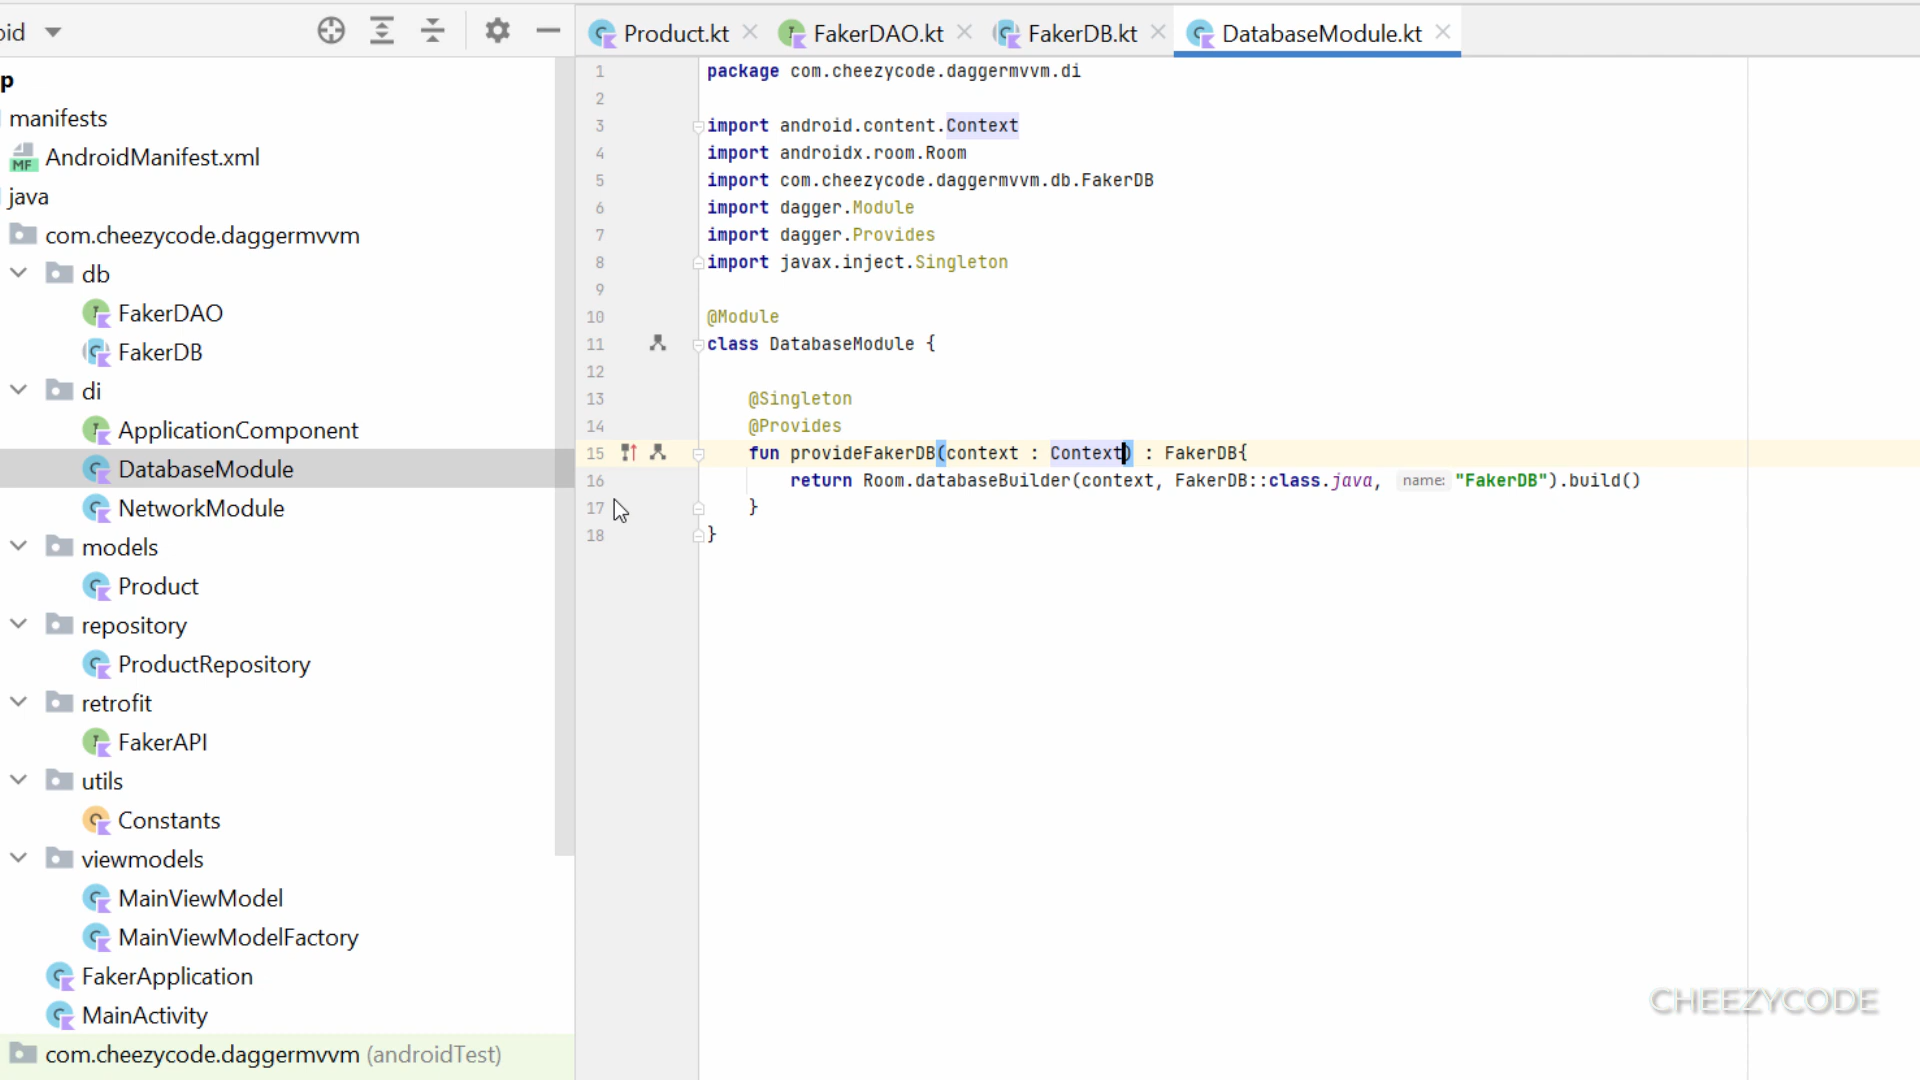 oid
Product.kt
FakerDAO.kt
FakerDB.kt
DatabaseModule.kt
p
manifests
MF AndroidManifest.xml
java
com.cheezycode.daggermvvm
db
FakerDAO
FakerDB
di
ApplicationComponent
DatabaseModule
NetworkModule
models
Product
repository
ProductRepository
retrofit
FakerAPI
utils
Constants
viewmodels
MainViewModel
MainViewModelFactory
FakerApplication
MainActivity
com.cheezycode.daggermvvm (androidTest)
1 package com.cheezycode.daggermvvm.di
2
3 import android.content.Context
4 import androidx.room.Room
5 import com.cheezycode.daggermvvm.db.FakerDB
6 import dagger.Module
7 import dagger.Provides
8 import javax.inject.Singleton
9
10 @Module
11 class DatabaseModule {
12
13 @Singleton
14 @Provides
15 fun provideFakerDB(context : Context) : FakerDB{
16 return Room.databaseBuilder(context, FakerDB::class.java, name: "FakerDB").build()
17 }
18 }
CHEEZYCODE